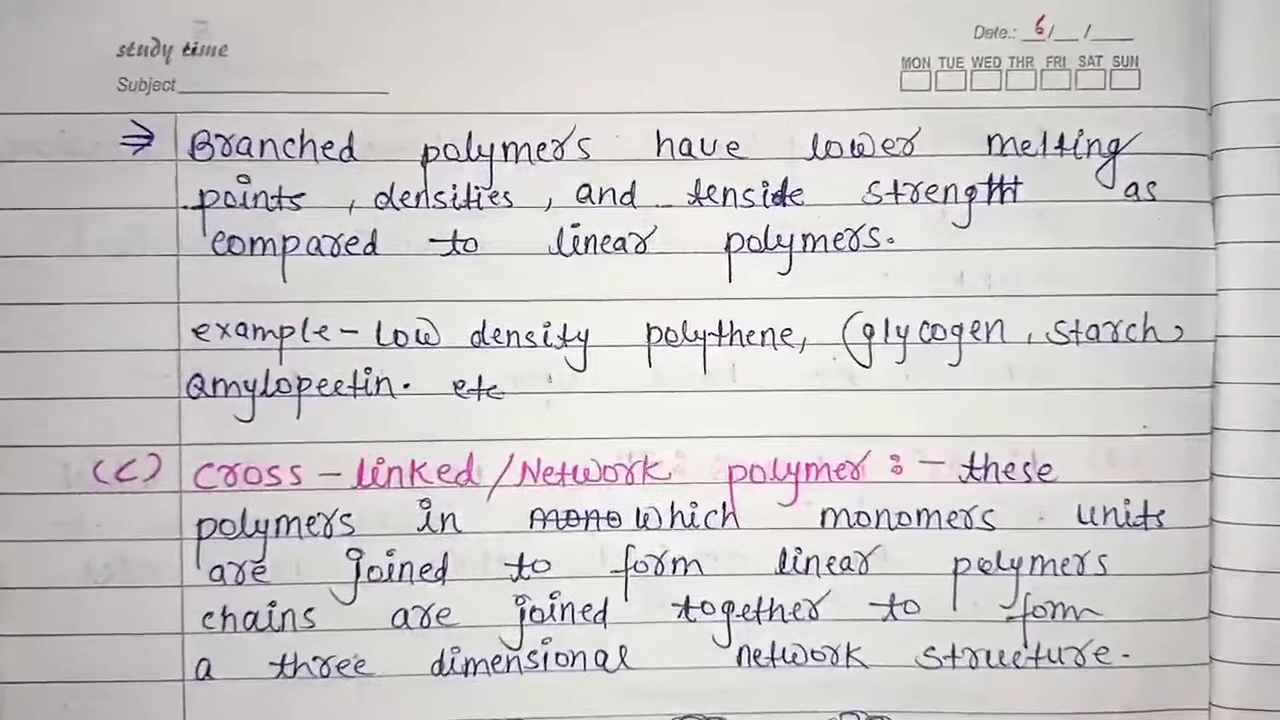 study time
Date.: 6/__/____
Subject
MON TUE WED THR FRI SAT SUN
⇒ Branched polymers have lower melting
points, densities, and tenside strength as
compared to linear polymers.
example - Low density polythene, (glycogen, starch,
amylopectin. etc
(C) cross-linked/Network polymer :- these
polymers in mono which monomers units
are joined to form linear polymers
chains are joined together to form
a three dimensional network structure.